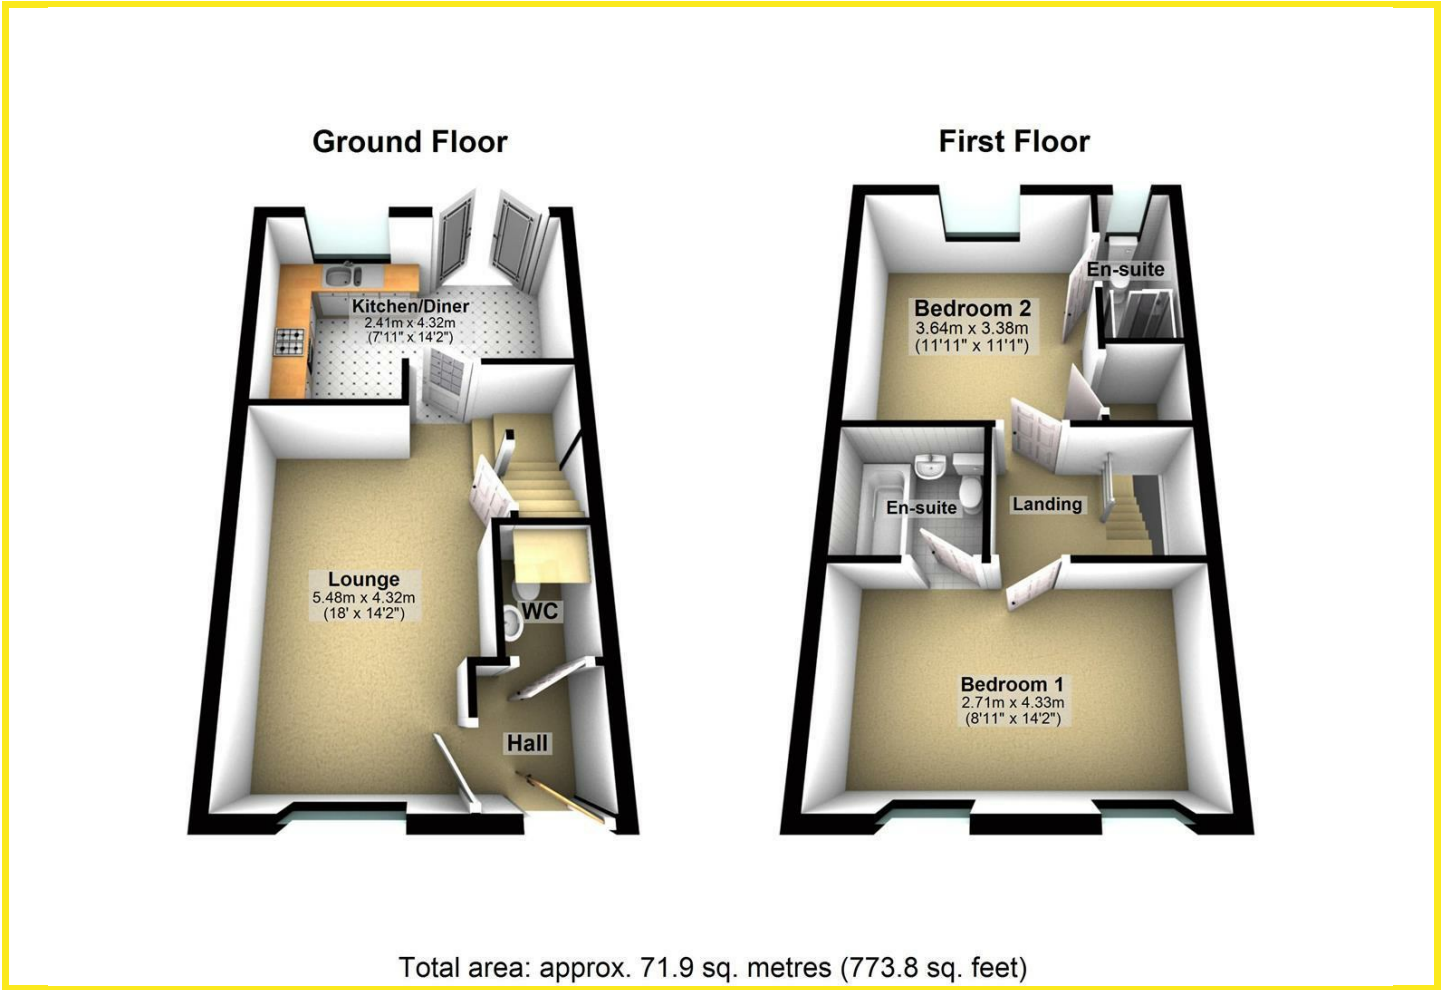 Ground Floor
First Floor
Kitchen/Diner
2.41m x 4.32m
(7'11" x 14'2")
Lounge
5.48m x 4.32m
(18' x 14'2")
WC
Hall
Bedroom 2
3.64m x 3.38m
(11'11" x 11'1")
En-suite
En-suite
Landing
Bedroom 1
2.71m x 4.33m
(8'11" x 14'2")
Total area: approx. 71.9 sq. metres (773.8 sq. feet)